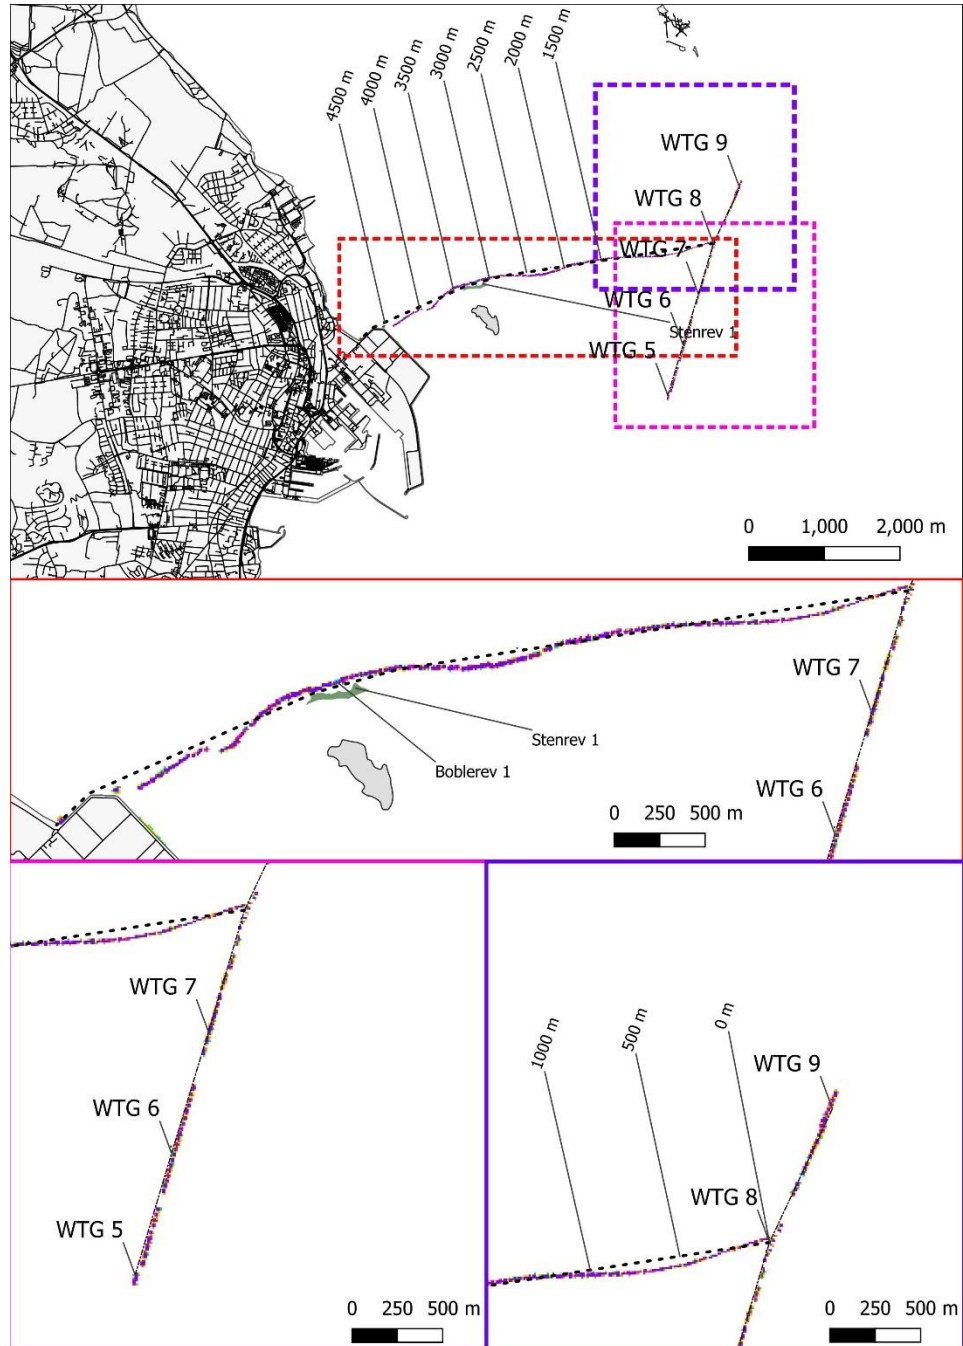 4500 m
4000 m
3500 m
3000 m
2500 m
2000 m
1500 m
WTG 9
WTG 8
WTG 7
WTG 6
Stenrev 1
WTG 5
0 1,000 2,000 m
WTG 7
Stenrev 1
Boblerev 1
WTG 6
0 250 500 m
WTG 7
WTG 6
WTG 5
0 250 500 m
1000 m
500 m
0 m
WTG 9
WTG 8
0 250 500 m